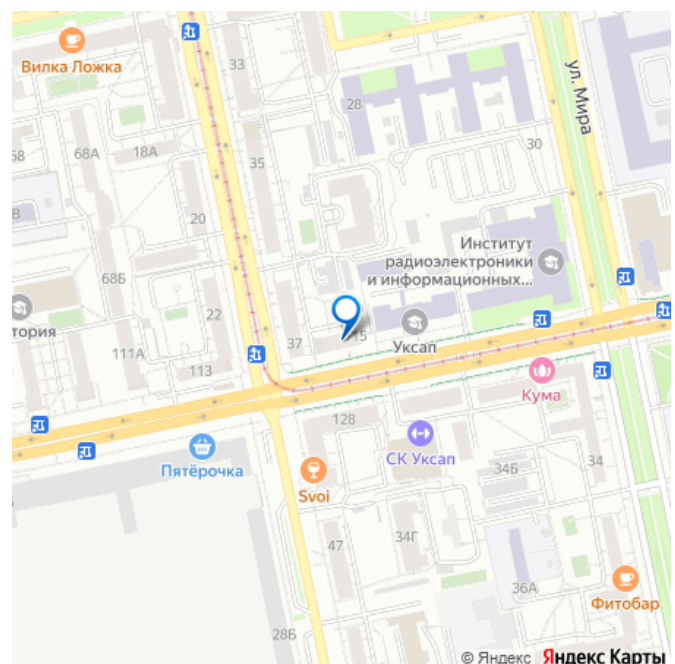 Вилка Ложка
33
28
ул. Мира
58
68А
18А
35
30
20
В
Институт
радиоэлектроники
и информационных...
68Б
тория
22
37
15
Уксап
111А
113
Кума
128
СК Уксап
Пятёрочка
Svoi
34Б
34
47
34Г
36А
Фитобар
28Б
© Яндекс Яндекс Карты